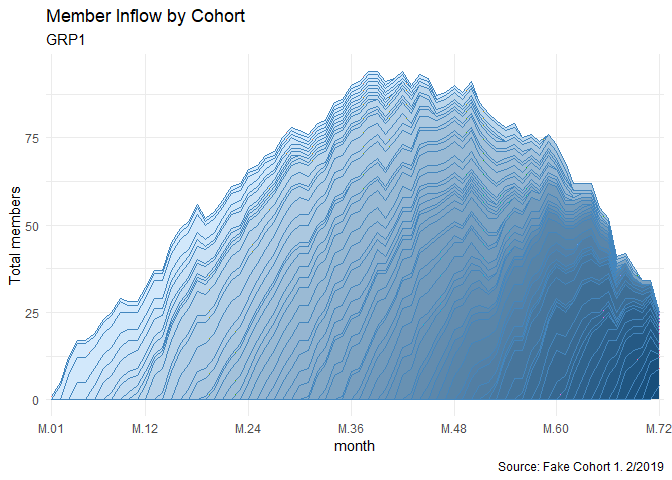 Member Inflow by Cohort
GRP1
Total members
75
50
25
0
M.01 M.12 M.24 M.36 M.48 M.60 M.72
month
Source: Fake Cohort 1. 2/2019